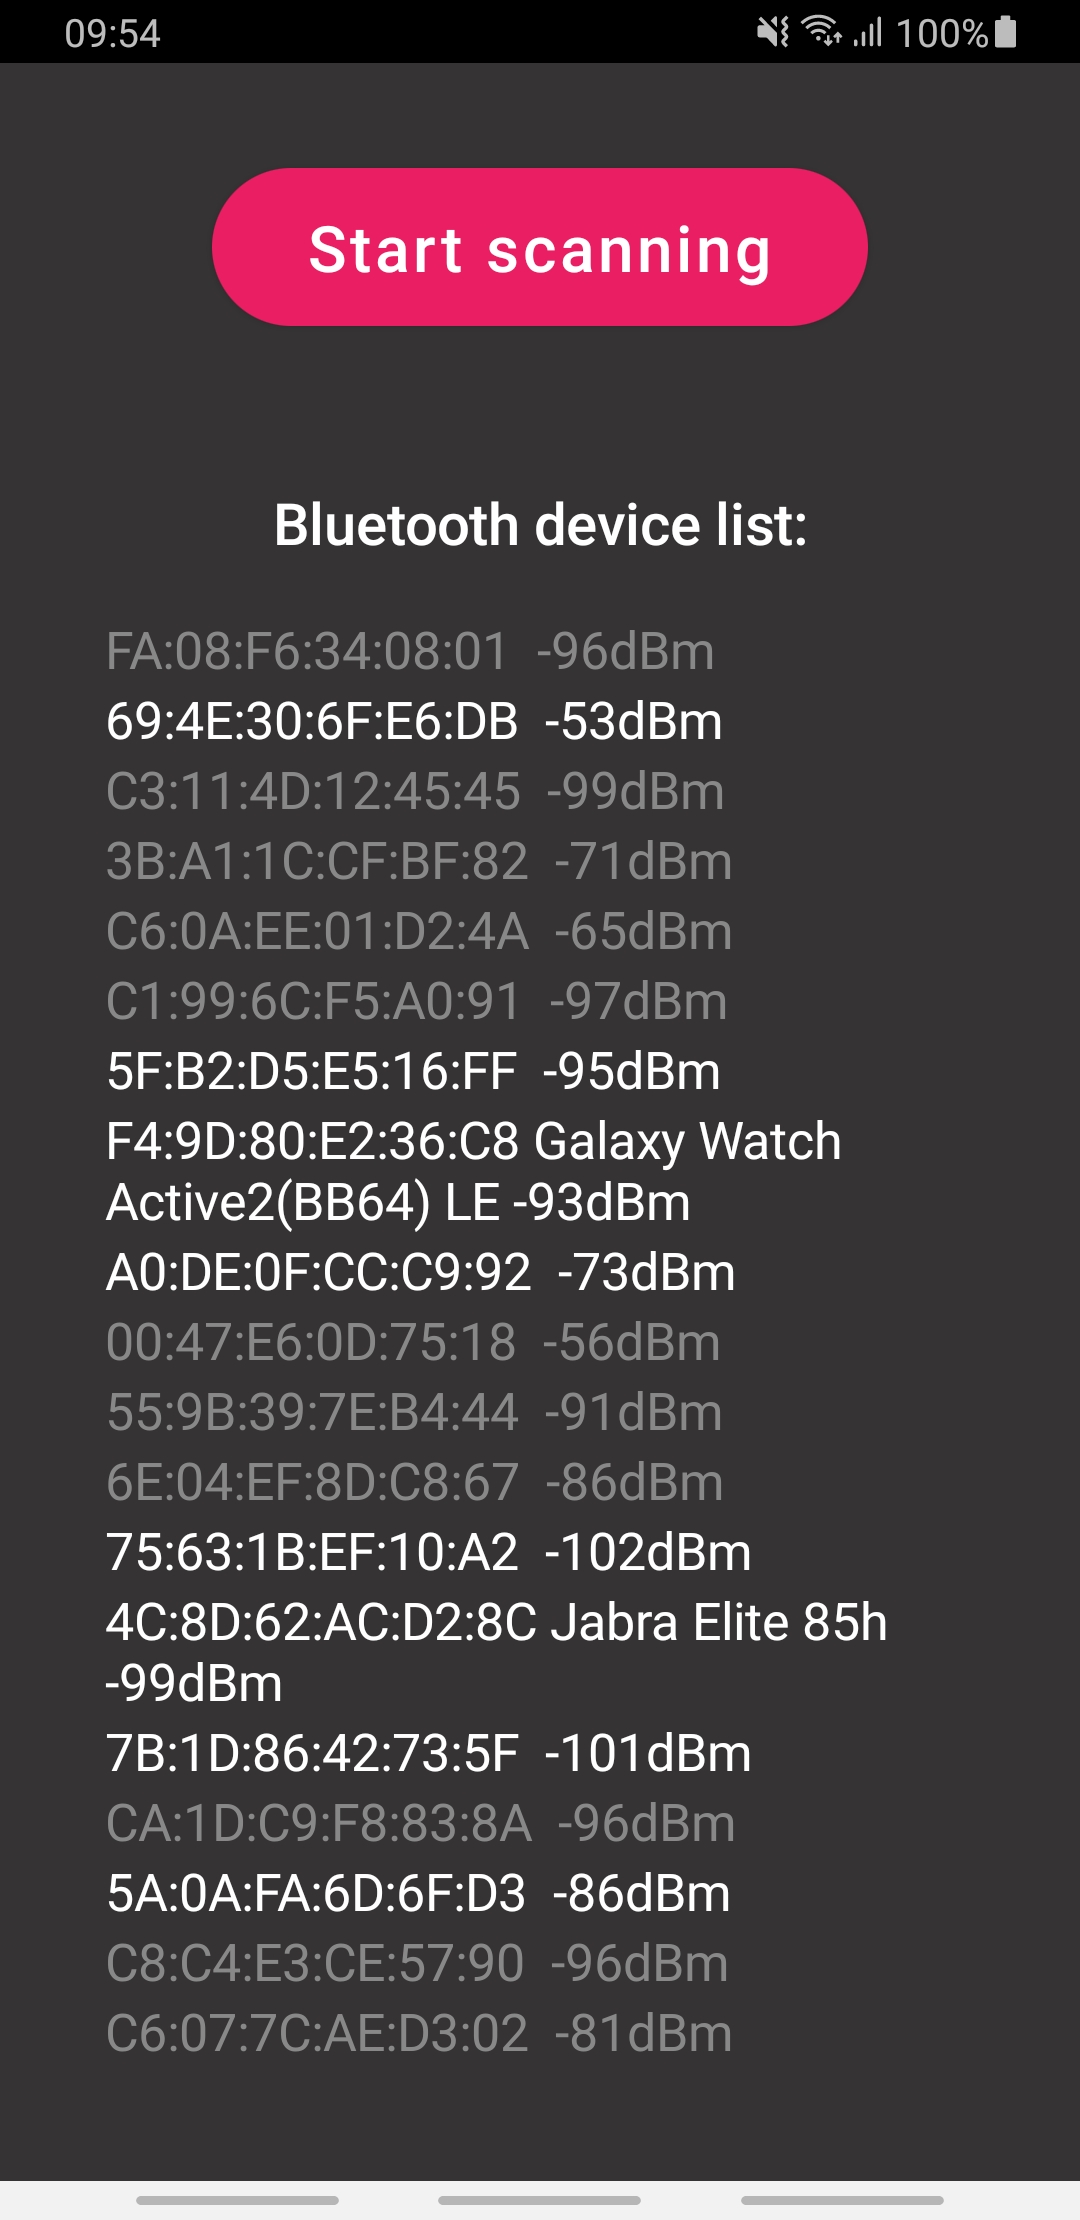 09:54
100%
Start scanning
Bluetooth device list:
FA:08:F6:34:08:01  -96dBm
69:4E:30:6F:E6:DB  -53dBm
C3:11:4D:12:45:45  -99dBm
3B:A1:1C:CF:BF:82  -71dBm
C6:0A:EE:01:D2:4A  -65dBm
C1:99:6C:F5:A0:91  -97dBm
5F:B2:D5:E5:16:FF  -95dBm
F4:9D:80:E2:36:C8 Galaxy Watch
Active2(BB64) LE -93dBm
A0:DE:0F:CC:C9:92  -73dBm
00:47:E6:0D:75:18  -56dBm
55:9B:39:7E:B4:44  -91dBm
6E:04:EF:8D:C8:67  -86dBm
75:63:1B:EF:10:A2  -102dBm
4C:8D:62:AC:D2:8C Jabra Elite 85h
-99dBm
7B:1D:86:42:73:5F  -101dBm
CA:1D:C9:F8:83:8A  -96dBm
5A:0A:FA:6D:6F:D3  -86dBm
C8:C4:E3:CE:57:90  -96dBm
C6:07:7C:AE:D3:02  -81dBm